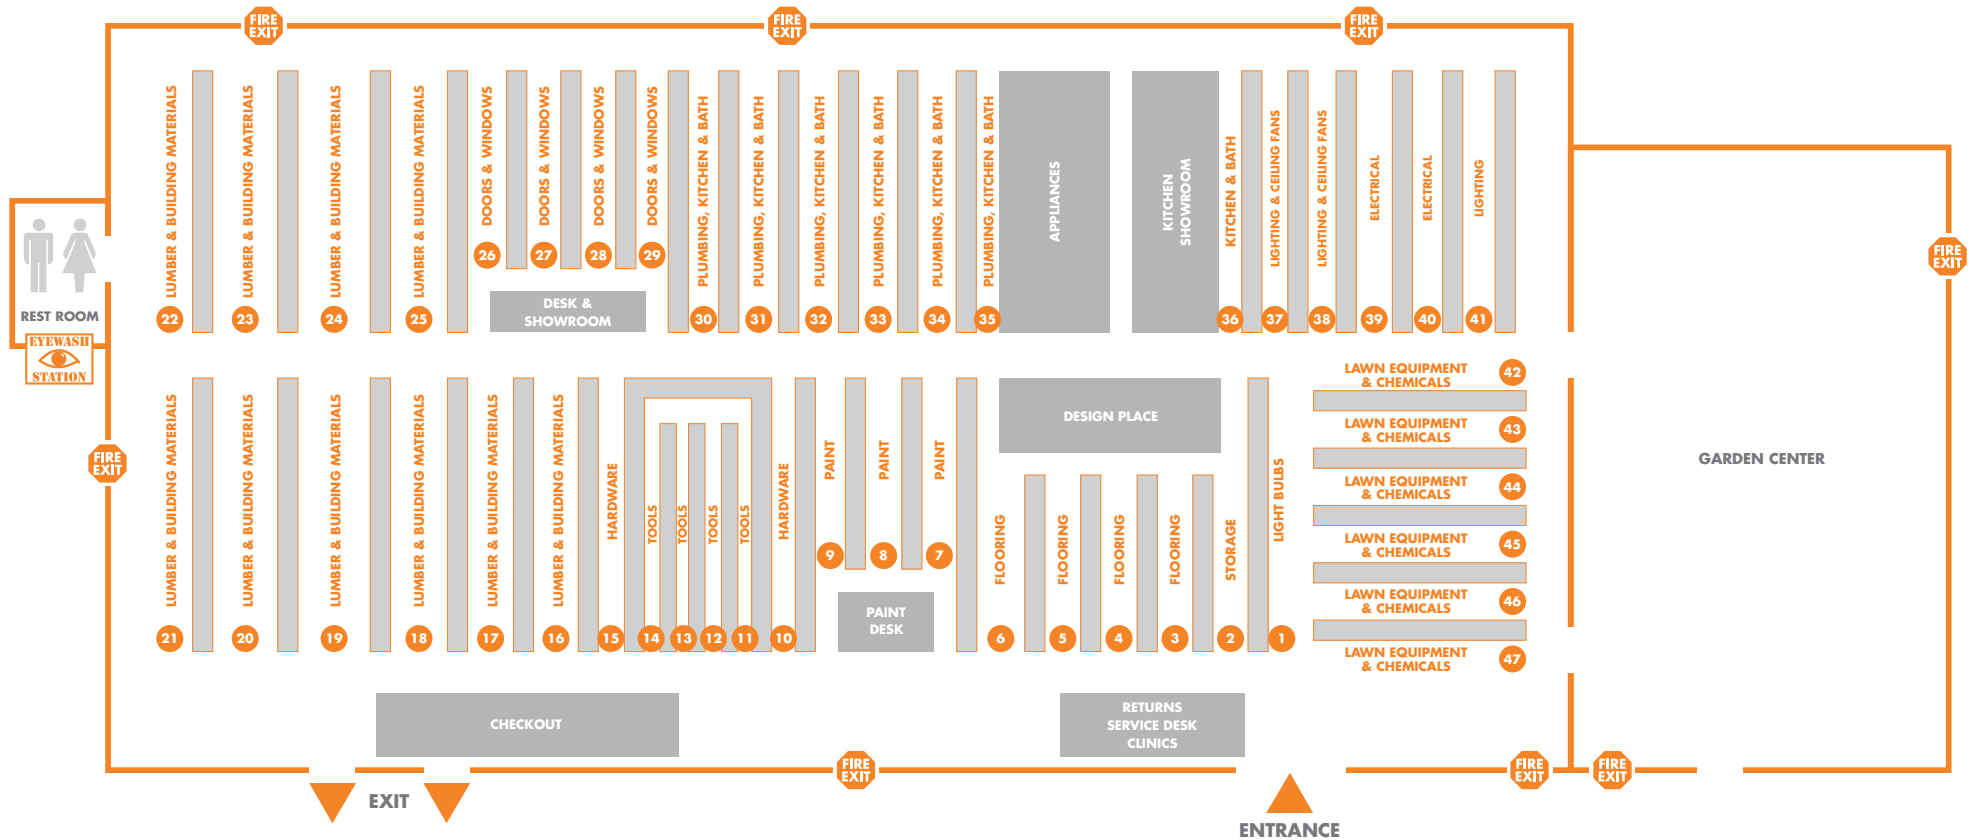 FIRE
EXIT
FIRE
EXIT
FIRE
EXIT
LUMBER & BUILDING MATERIALS
22
LUMBER & BUILDING MATERIALS
23
LUMBER & BUILDING MATERIALS
24
LUMBER & BUILDING MATERIALS
25
DOORS & WINDOWS
26
DOORS & WINDOWS
27
DOORS & WINDOWS
28
DOORS & WINDOWS
29
DESK &
SHOWROOM
PLUMBING, KITCHEN & BATH
30
PLUMBING, KITCHEN & BATH
31
PLUMBING, KITCHEN & BATH
32
PLUMBING, KITCHEN & BATH
33
PLUMBING, KITCHEN & BATH
34
PLUMBING, KITCHEN & BATH
35
APPLIANCES
KITCHEN
SHOWROOM
KITCHEN & BATH
36
LIGHTING & CEILING FANS
37
LIGHTING & CEILING FANS
38
ELECTRICAL
39
ELECTRICAL
40
LIGHTING
41
FIRE
EXIT
REST ROOM
EYEWASH
STATION
FIRE
EXIT
LUMBER & BUILDING MATERIALS
21
LUMBER & BUILDING MATERIALS
20
LUMBER & BUILDING MATERIALS
19
LUMBER & BUILDING MATERIALS
18
LUMBER & BUILDING MATERIALS
17
LUMBER & BUILDING MATERIALS
16
HARDWARE
15
TOOLS
14
TOOLS
13
TOOLS
12
TOOLS
11
HARDWARE
10
PAINT
9
PAINT
8
PAINT
7
PAINT
DESK
DESIGN PLACE
FLOORING
6
FLOORING
5
FLOORING
4
FLOORING
3
STORAGE
2
LIGHT BULBS
1
LAWN EQUIPMENT
& CHEMICALS
42
LAWN EQUIPMENT
& CHEMICALS
43
LAWN EQUIPMENT
& CHEMICALS
44
LAWN EQUIPMENT
& CHEMICALS
45
LAWN EQUIPMENT
& CHEMICALS
46
LAWN EQUIPMENT
& CHEMICALS
47
GARDEN CENTER
CHECKOUT
RETURNS
SERVICE DESK
CLINICS
FIRE
EXIT
FIRE
EXIT
FIRE
EXIT
EXIT
ENTRANCE